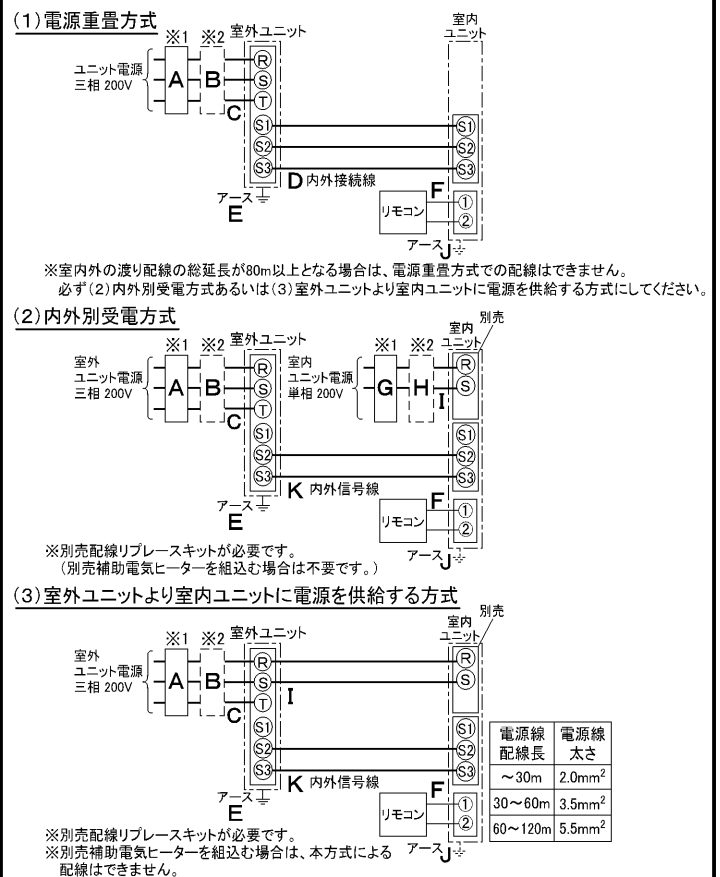 (1)電源重畳方式
※1 ※2 室外ユニット
室内
ユニット
ユニット電源
三相 200V
A B C
R
S
T
S1
S2
S3
S1
S2
S3
D 内外接続線
アース
E
リモコン
F
①
②
アース J
※室内外の渡り配線の総延長が80m以上となる場合は、電源重畳方式での配線はできません。
必ず(2)内外別受電方式あるいは(3)室外ユニットより室内ユニットに電源を供給する方式にしてください。
(2)内外別受電方式
※1 ※2 室外ユニット
※1 ※2
室内
ユニット
別売
室外
ユニット電源
三相 200V
A B C
R
S
T
S1
S2
S3
室内
ユニット電源
単相 200V
G H I
R
S
S1
S2
S3
K 内外信号線
アース
E
リモコン
F
①
②
アース J
※別売配線リプレースキットが必要です。
(別売補助電気ヒーターを組込む場合は不要です。)
(3)室外ユニットより室内ユニットに電源を供給する方式
※1 ※2 室外ユニット
室内
ユニット
別売
室外
ユニット電源
三相 200V
A B C
R
S
T
S1
S2
S3
I
R
S
S1
S2
S3
K 内外信号線
アース
E
リモコン
F
①
②
アース J
電源線 電源線
配線長 太さ
~30m 2.0mm²
30~60m 3.5mm²
60~120m 5.5mm²
※別売配線リプレースキットが必要です。
※別売補助電気ヒーターを組込む場合は、本方式による
配線はできません。